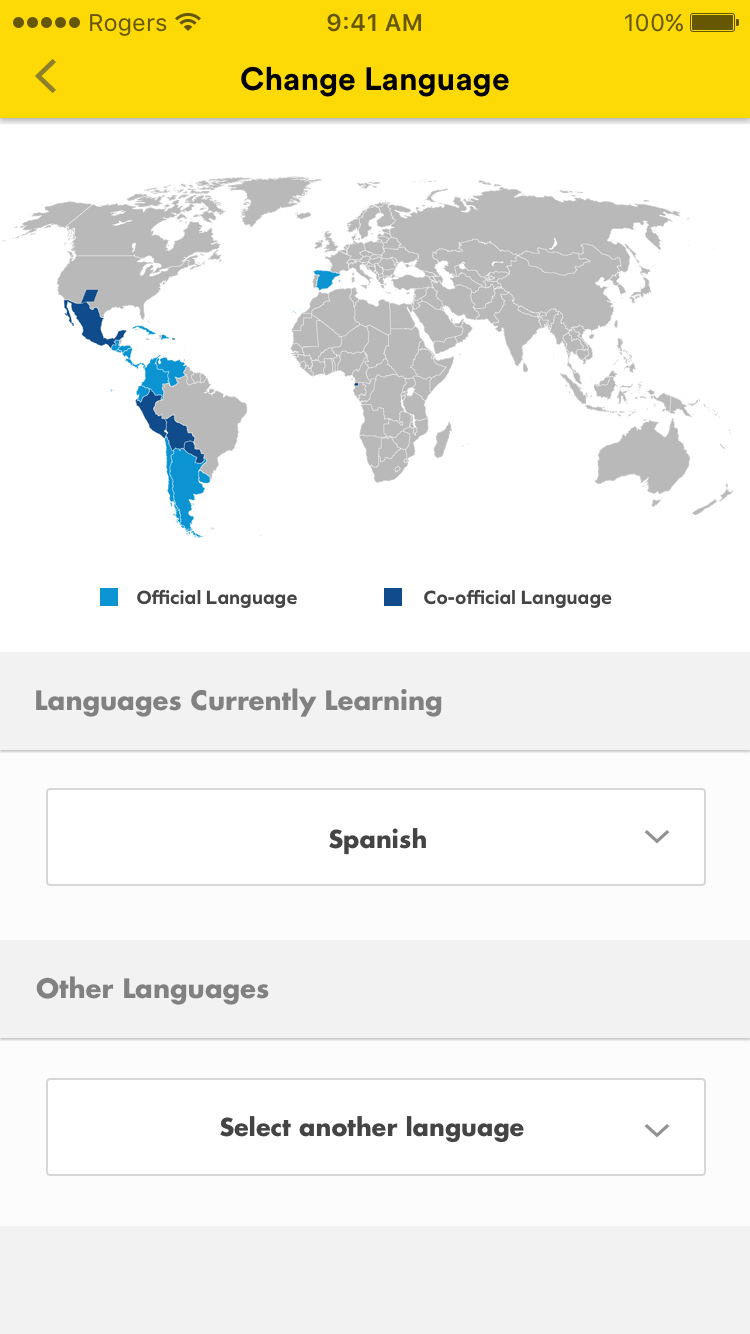 Rogers 9:41 AM 100%
Change Language
Official Language Co-official Language
Languages Currently Learning
Spanish
Other Languages
Select another language